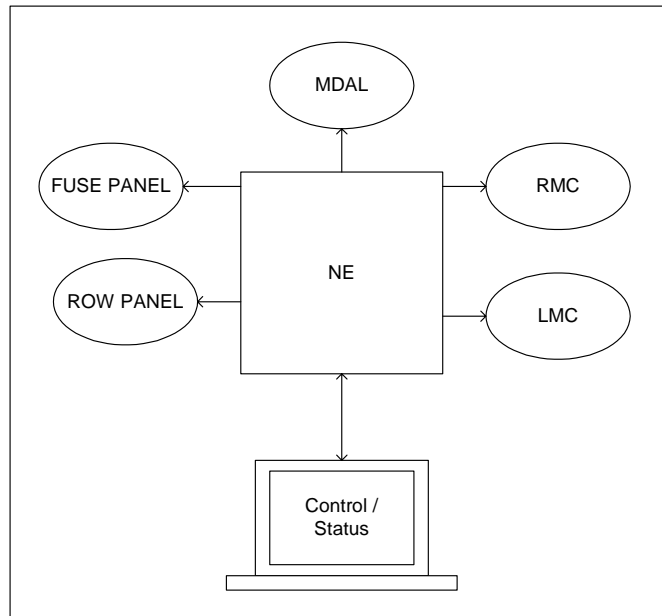 MDAL
FUSE PANEL
RMC
NE
ROW PANEL
LMC
Control /
Status